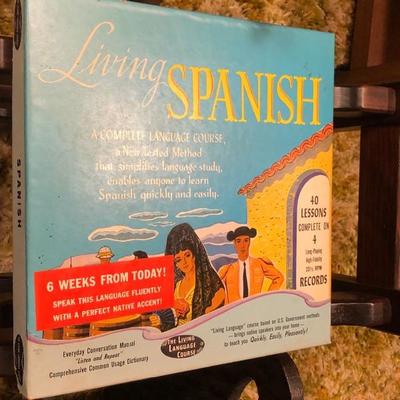 Living
SPANISH
A COMPLETE LANGUAGE COURSE,
a New Tested Method
that simplifies language study,
enables anyone to learn
Spanish quickly and easily.
SPANISH
40
LESSONS
COMPLETE ON
4
Long-Playing
High-Fidelity
33⅓ RPM
RECORDS
6 WEEKS FROM TODAY!
SPEAK THIS LANGUAGE FLUENTLY
WITH A PERFECT NATIVE ACCENT!
Everyday Conversation Manual
"Listen and Repeat"
Comprehensive Common Usage Dictionary
THE LIVING
LANGUAGE
COURSE
"Living Language" course based on U.S. Government methods
— brings native speakers into your home —
to teach you Quickly, Easily, Pleasantly!